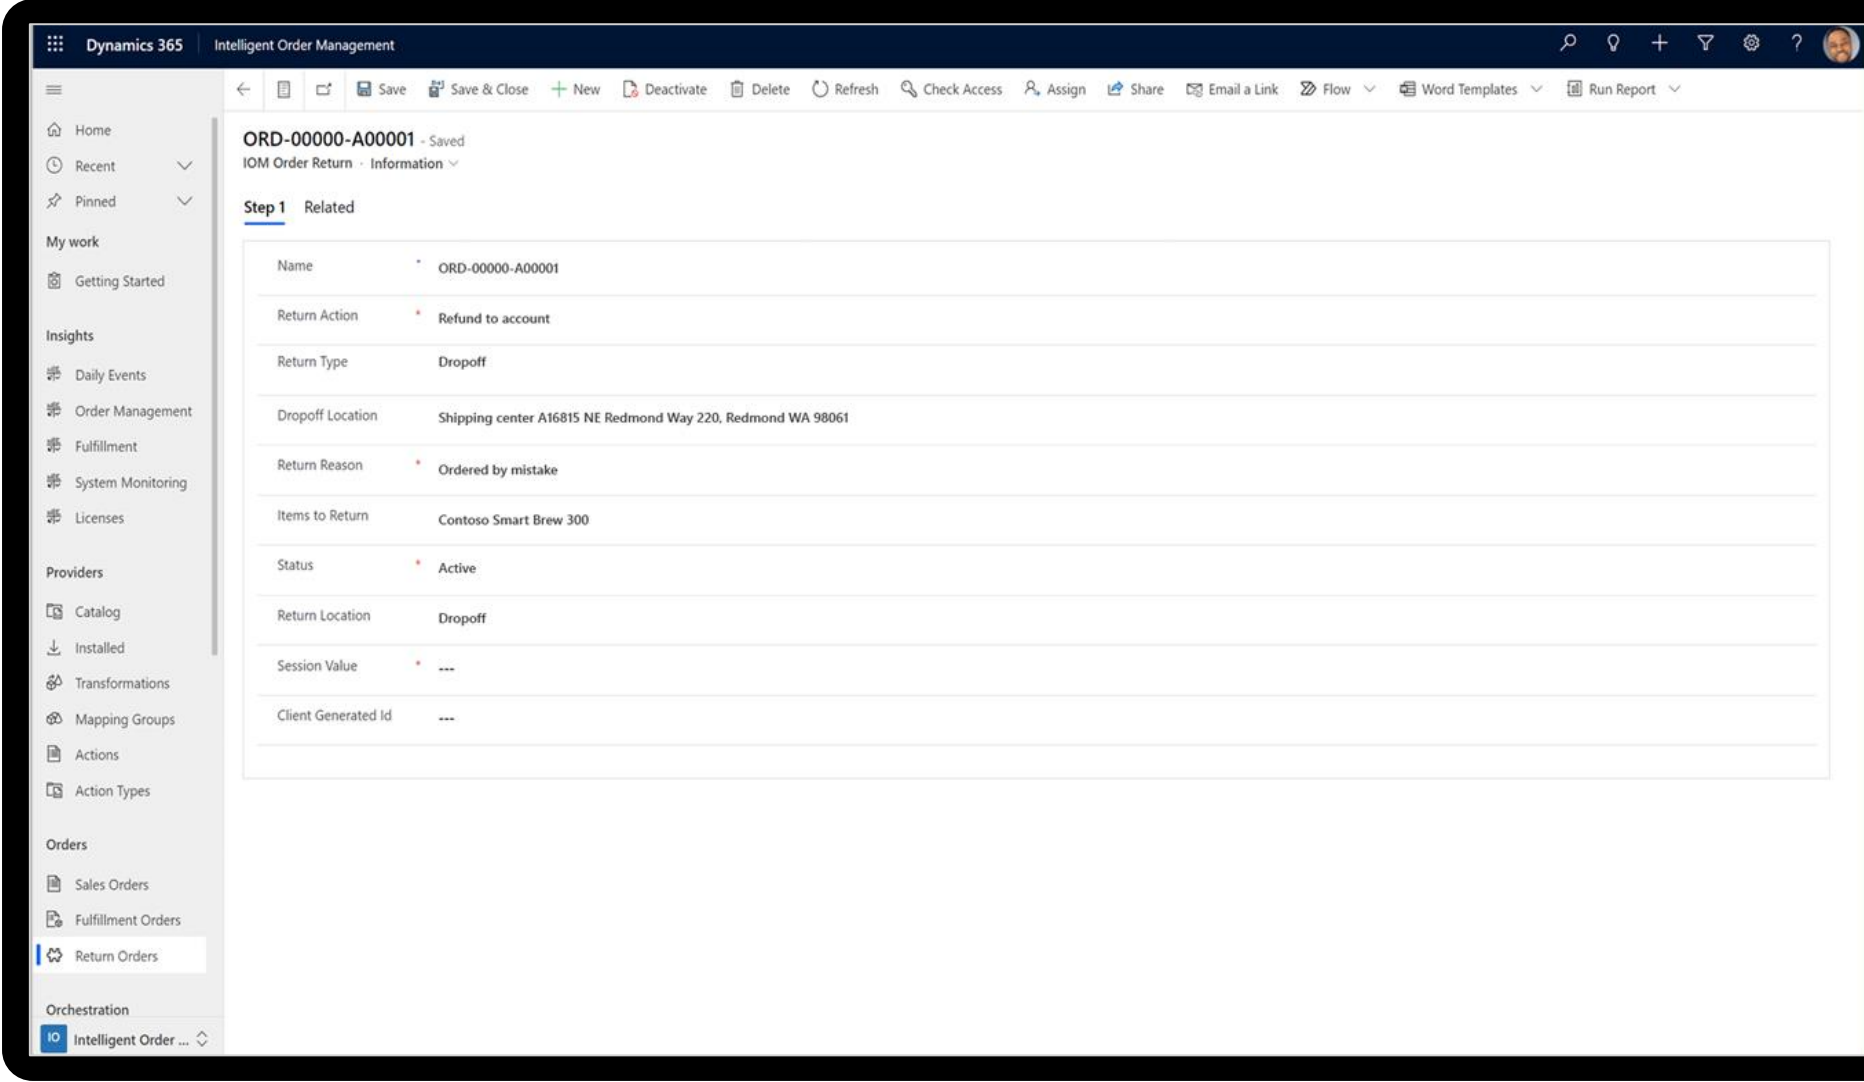 Dynamics 365 Intelligent Order Management ?
Save Save & Close New Deactivate Delete Refresh Check Access Assign Share Email a Link Flow Word Templates Run Report
Home
Recent
Pinned
My work
Getting Started
Insights
Daily Events
Order Management
Fulfillment
System Monitoring
Licenses
Providers
Catalog
Installed
Transformations
Mapping Groups
Actions
Action Types
Orders
Sales Orders
Fulfillment Orders
Return Orders
Orchestration
IO Intelligent Order ...
ORD-00000-A00001 - Saved
IOM Order Return · Information
Step 1 Related
Name * ORD-00000-A00001
Return Action * Refund to account
Return Type Dropoff
Dropoff Location Shipping center A16815 NE Redmond Way 220, Redmond WA 98061
Return Reason * Ordered by mistake
Items to Return Contoso Smart Brew 300
Status * Active
Return Location Dropoff
Session Value * ---
Client Generated Id ---